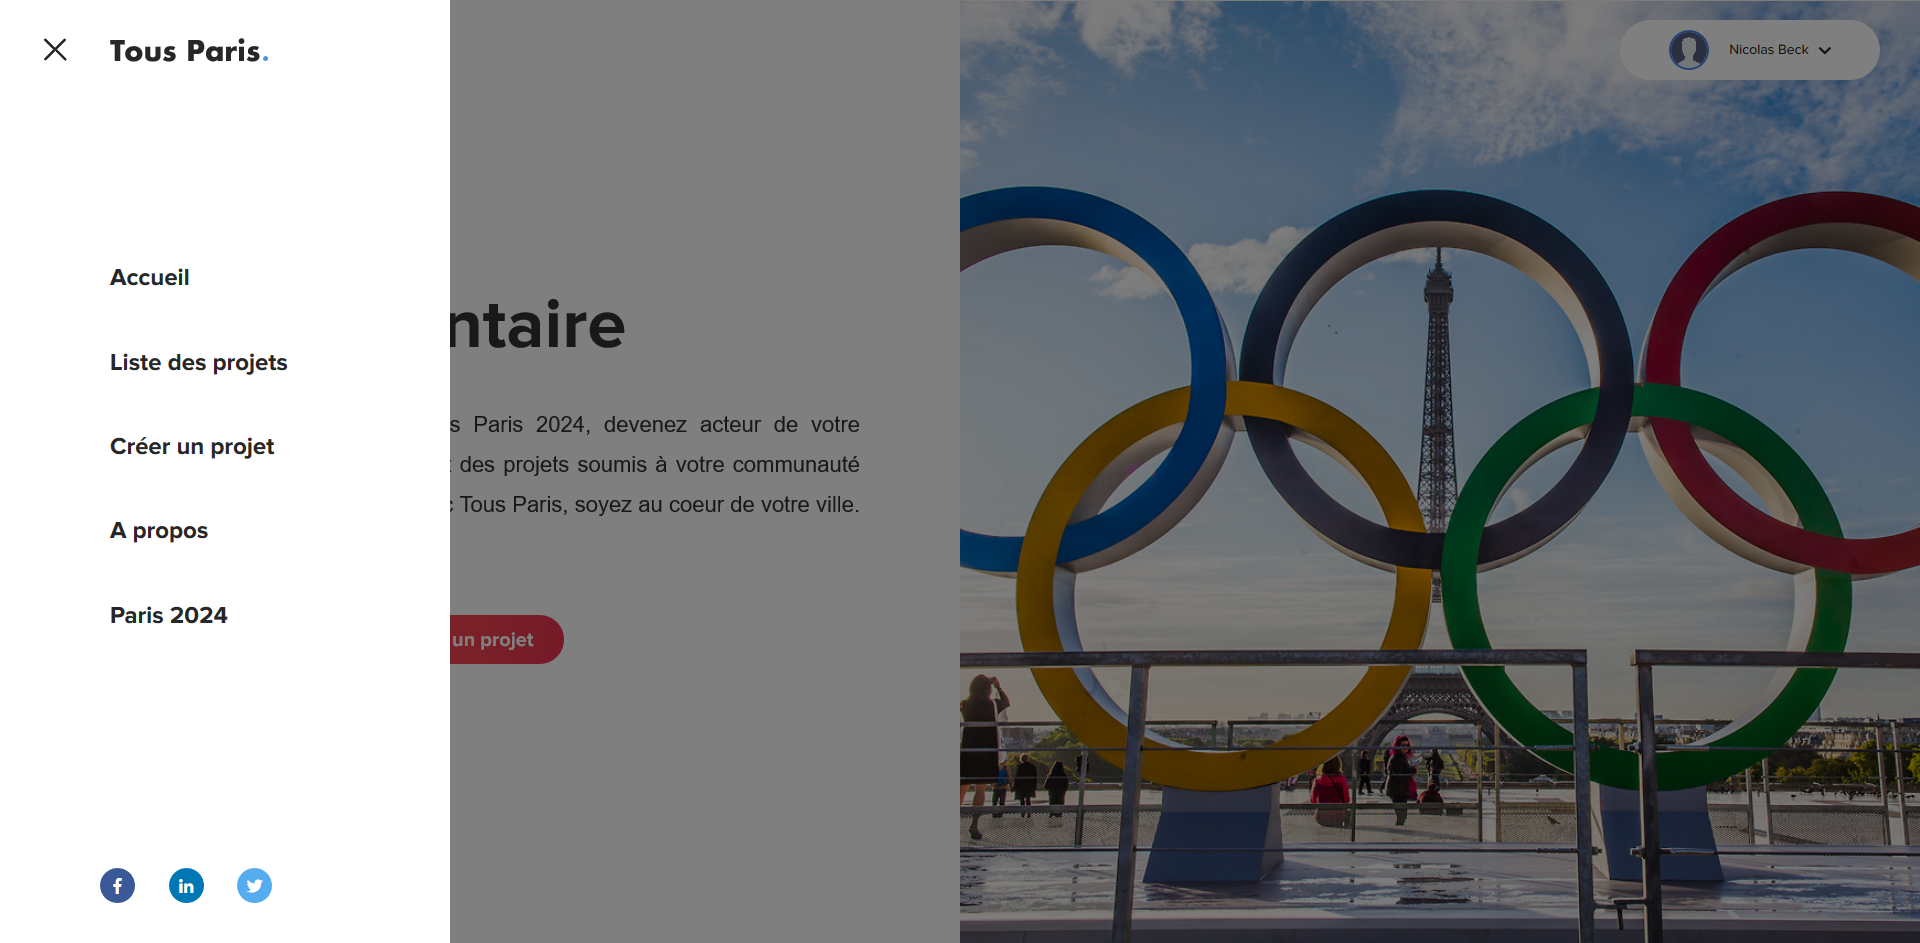 Tous Paris.
Nicolas Beck
Accueil
ntaire
Liste des projets
s Paris 2024, devenez acteur de votre
Créer un projet
des projets soumis à votre communauté
Tous Paris, soyez au coeur de votre ville.
A propos
Paris 2024
un projet